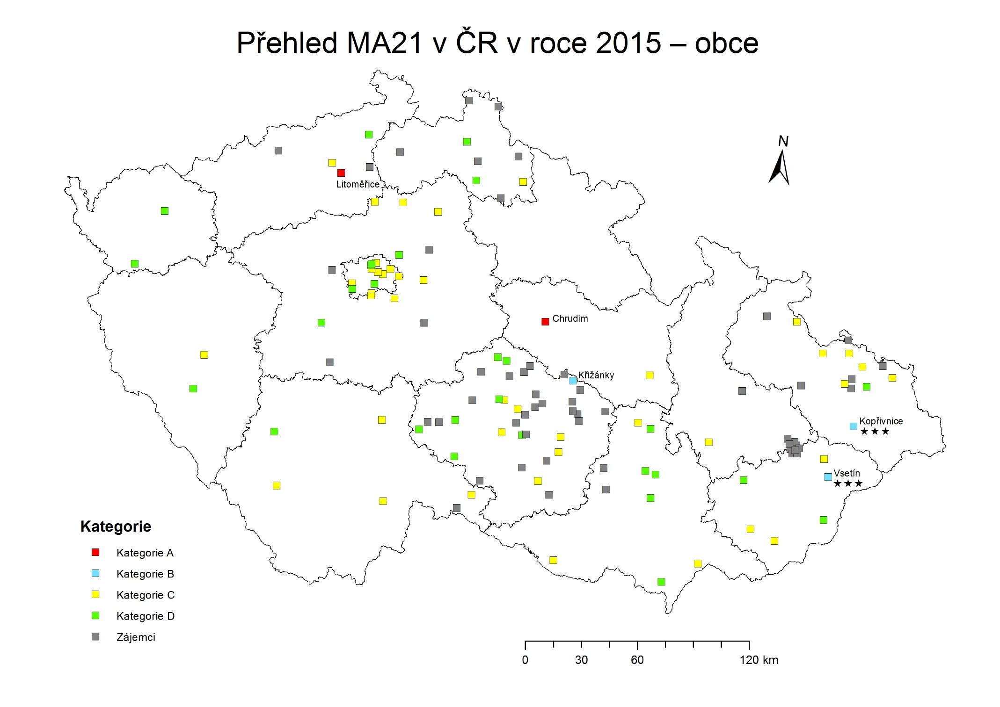 Přehled MA21 v ČR v roce 2015 – obce
N
Litoměřice
Chrudim
Křižánky
Kopřivnice
★★★
Vsetín
★★★
Kategorie
Kategorie A
Kategorie B
Kategorie C
Kategorie D
Zájemci
0 30 60 120 km